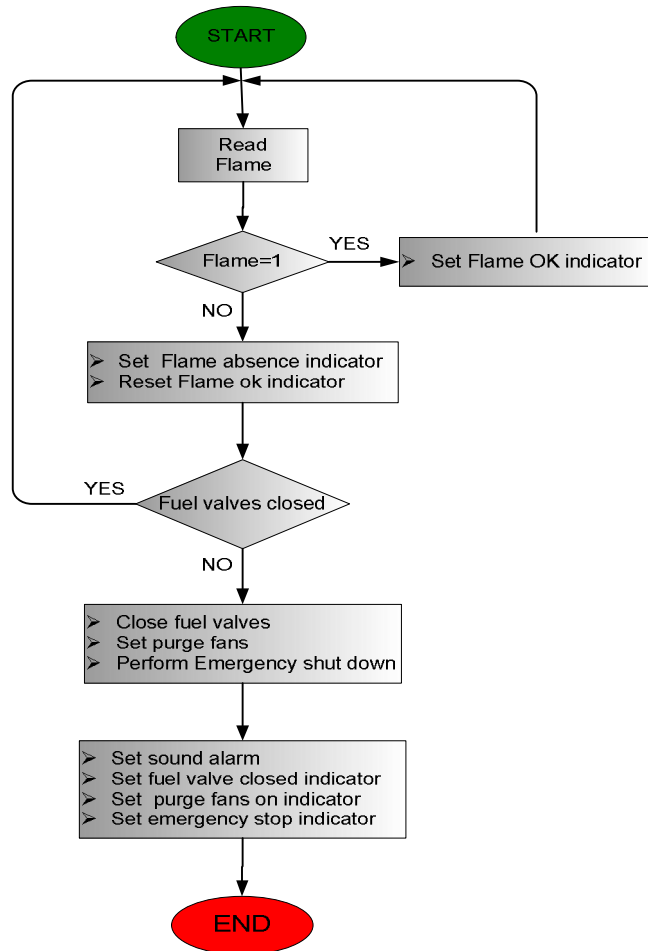 START
Read
Flame
Flame=1
YES
Set Flame OK indicator
NO
Set Flame absence indicator
Reset Flame ok indicator
YES
Fuel valves closed
NO
Close fuel valves
Set purge fans
Perform Emergency shut down
Set sound alarm
Set fuel valve closed indicator
Set purge fans on indicator
Set emergency stop indicator
END